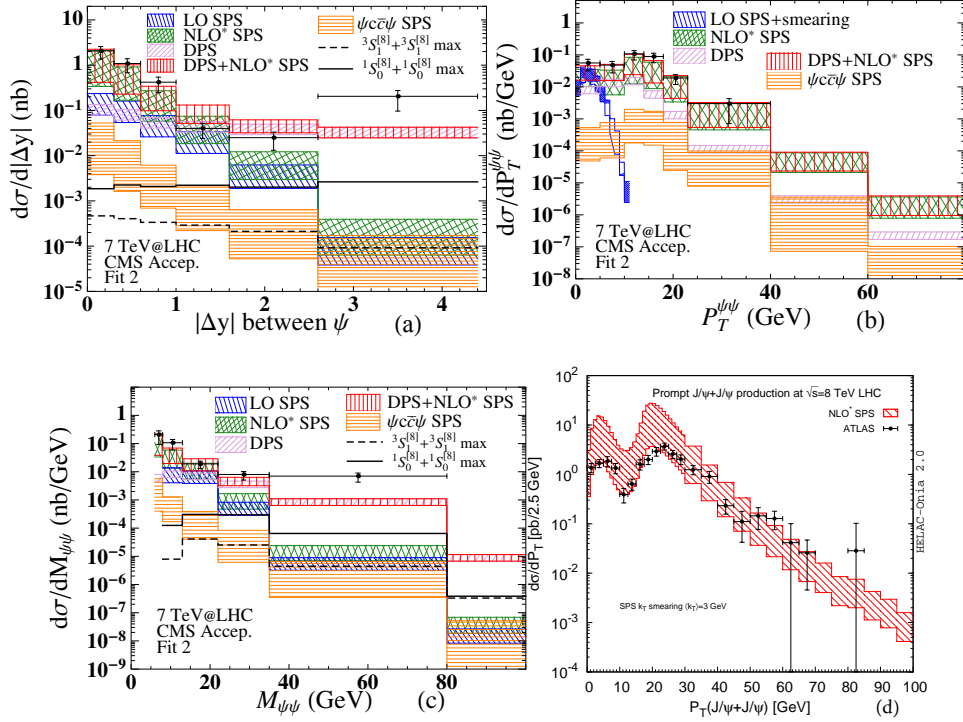 LO SPS
NLO* SPS
DPS
DPS+NLO* SPS
ψcc̄ψ SPS
³S₁^[8]+³S₁^[8] max
¹S₀^[8]+¹S₀^[8] max
dσ/d|Δy| (nb)
1
10⁻¹
10⁻²
10⁻³
10⁻⁴
10⁻⁵
7 TeV@LHC
CMS Accep.
Fit 2
0 1 2 3 4
|Δy| between ψ
(a)
LO SPS+smearing
NLO* SPS
DPS
DPS+NLO* SPS
ψcc̄ψ SPS
dσ/dP_T^ψψ (nb/GeV)
10¹
1
10⁻¹
10⁻²
10⁻³
10⁻⁴
10⁻⁵
10⁻⁶
10⁻⁷
10⁻⁸
7 TeV@LHC
CMS Accep.
Fit 2
0 20 40 60
P_T^ψψ (GeV)
(b)
LO SPS
NLO* SPS
DPS
DPS+NLO* SPS
ψcc̄ψ SPS
³S₁^[8]+³S₁^[8] max
¹S₀^[8]+¹S₀^[8] max
dσ/dM_ψψ (nb/GeV)
1
10⁻¹
10⁻²
10⁻³
10⁻⁴
10⁻⁵
10⁻⁶
10⁻⁷
10⁻⁸
10⁻⁹
7 TeV@LHC
CMS Accep.
Fit 2
0 20 40 60 80
M_ψψ (GeV)
(c)
Prompt J/ψ+J/ψ production at √s=8 TeV LHC
NLO* SPS
ATLAS
dσ/dP_T [pb/2.5 GeV]
10²
10¹
10⁰
10⁻¹
10⁻²
10⁻³
10⁻⁴
SPS k_T smearing ⟨k_T⟩=3 GeV
HELAC-Onia 2.0
0 10 20 30 40 50 60 70 80 90 100
P_T(J/ψ+J/ψ) [GeV]
(d)